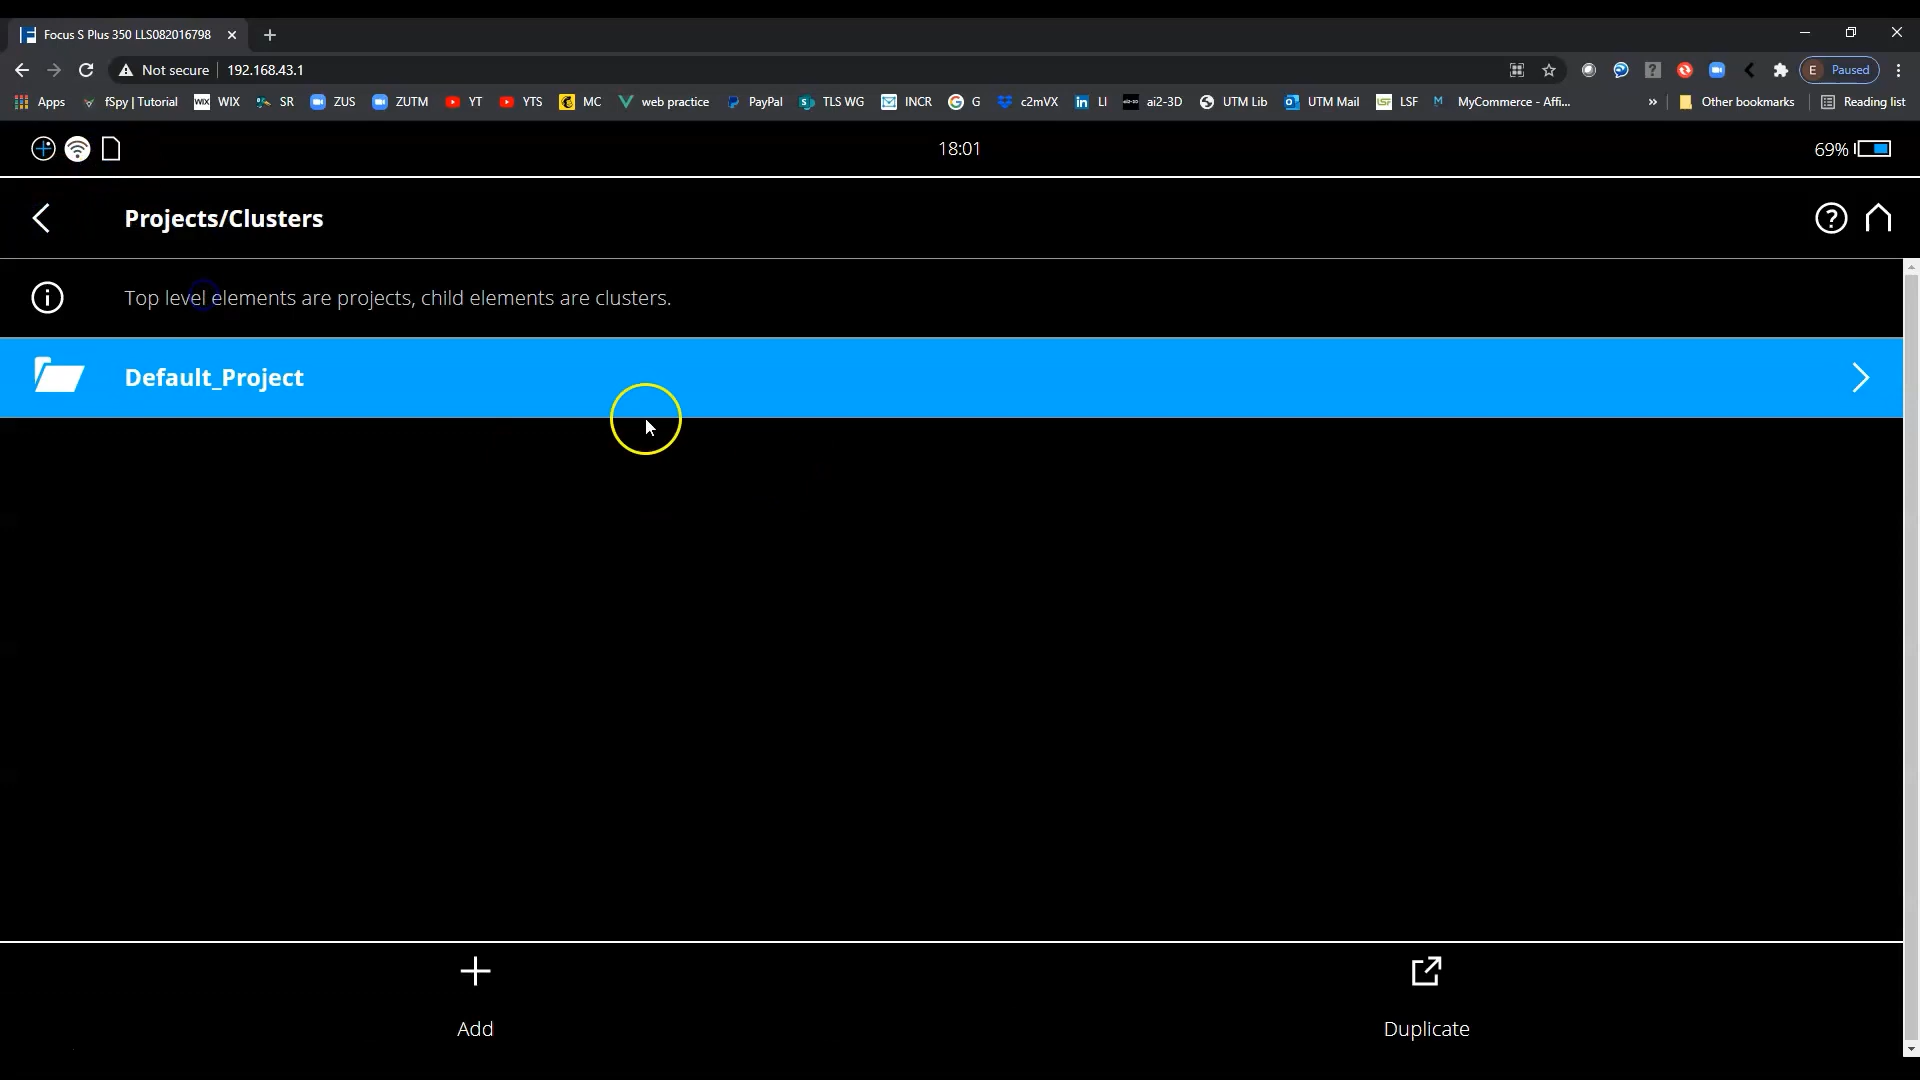 Focus S Plus 350 LLS082016798
Not secure 192.168.43.1 Paused
Apps fSpy | Tutorial WIX SR ZUS ZUTM YT YTS MC web practice PayPal TLS WG INCR G c2mVX LI ai2-3D UTM Lib UTM Mail LSF MyCommerce - Affi... » Other bookmarks Reading list
18:01 69%
Projects/Clusters
Top level elements are projects, child elements are clusters.
Default_Project
Add Duplicate